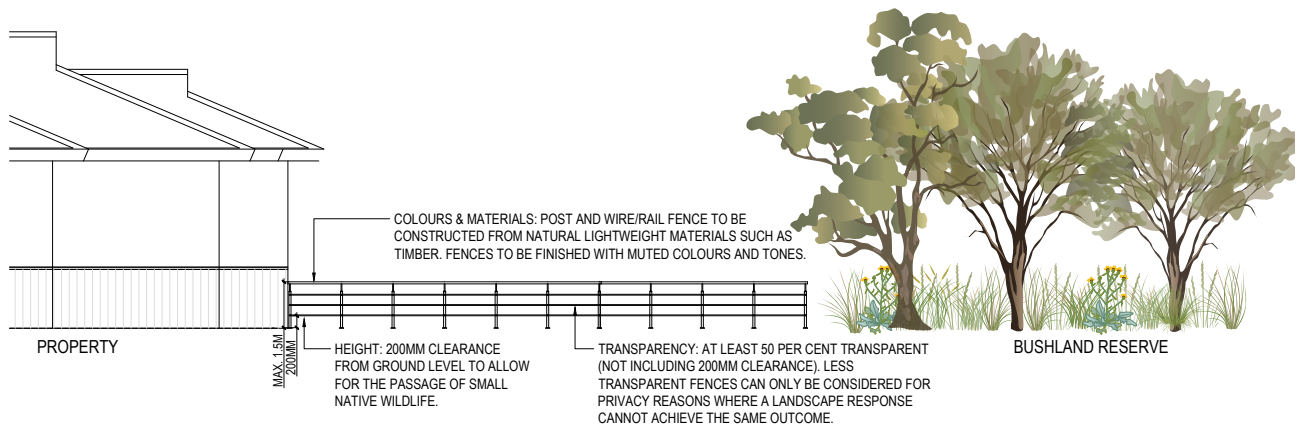 COLOURS & MATERIALS: POST AND WIRE/RAIL FENCE TO BE
CONSTRUCTED FROM NATURAL LIGHTWEIGHT MATERIALS SUCH AS
TIMBER. FENCES TO BE FINISHED WITH MUTED COLOURS AND TONES.
PROPERTY
MAX. 1.5M
200MM
HEIGHT: 200MM CLEARANCE
FROM GROUND LEVEL TO ALLOW
FOR THE PASSAGE OF SMALL
NATIVE WILDLIFE.
TRANSPARENCY: AT LEAST 50 PER CENT TRANSPARENT
(NOT INCLUDING 200MM CLEARANCE). LESS
TRANSPARENT FENCES CAN ONLY BE CONSIDERED FOR
PRIVACY REASONS WHERE A LANDSCAPE RESPONSE
CANNOT ACHIEVE THE SAME OUTCOME.
BUSHLAND RESERVE